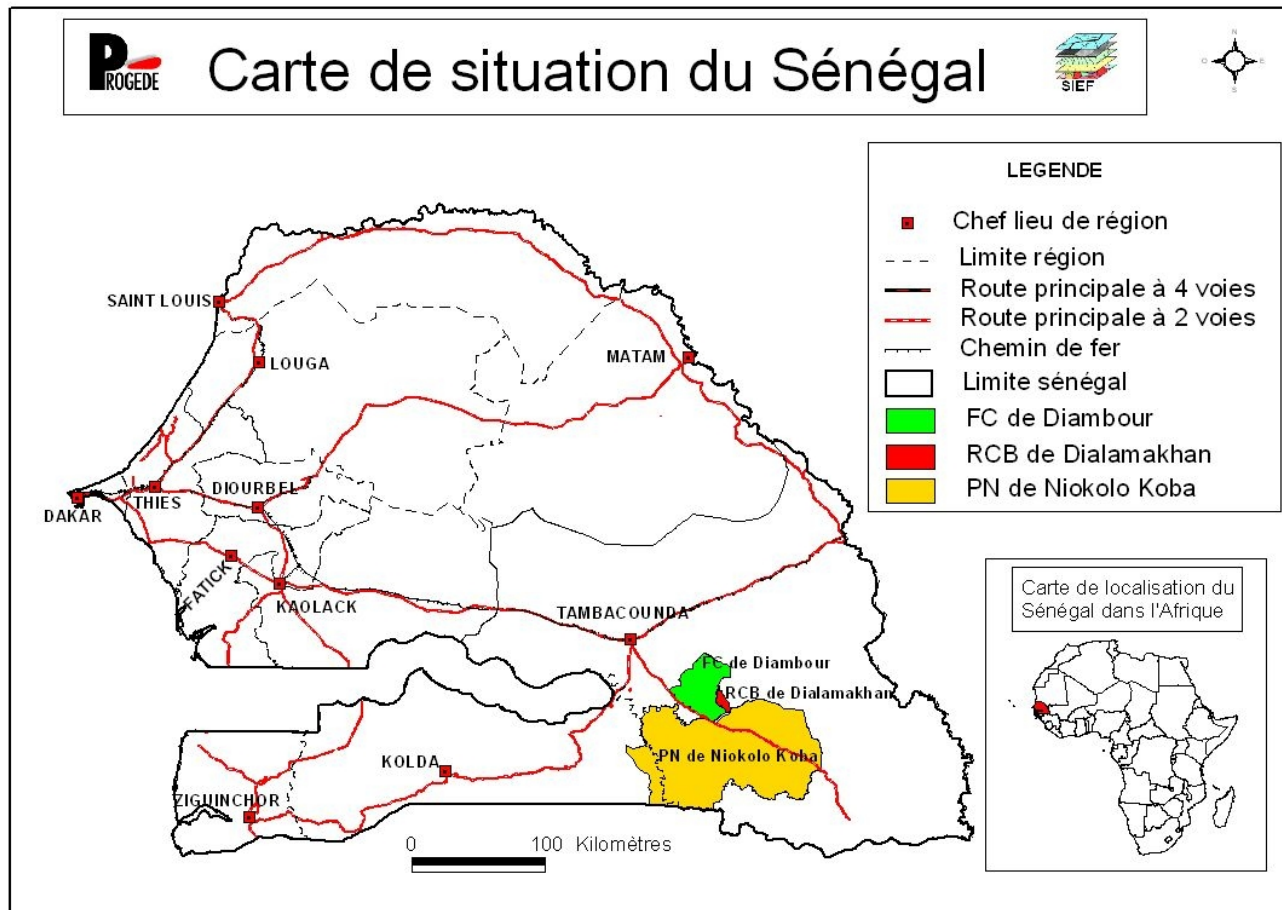 PROGEDE
Carte de situation du Sénégal
SIEF
N
O
E
S
LEGENDE
Chef lieu de région
Limite région
Route principale à 4 voies
Route principale à 2 voies
Chemin de fer
Limite sénégal
FC de Diambour
RCB de Dialamakhan
PN de Niokolo Koba
SAINT LOUIS
LOUGA
MATAM
DAKAR
THIES
DIOURBEL
FATICK
KAOLACK
TAMBACOUNDA
FC de Diambour
RCB de Dialamakhan
PN de Niokolo Koba
KOLDA
ZIGUINCHOR
0 100 Kilomètres
Carte de localisation du
Sénégal dans l'Afrique